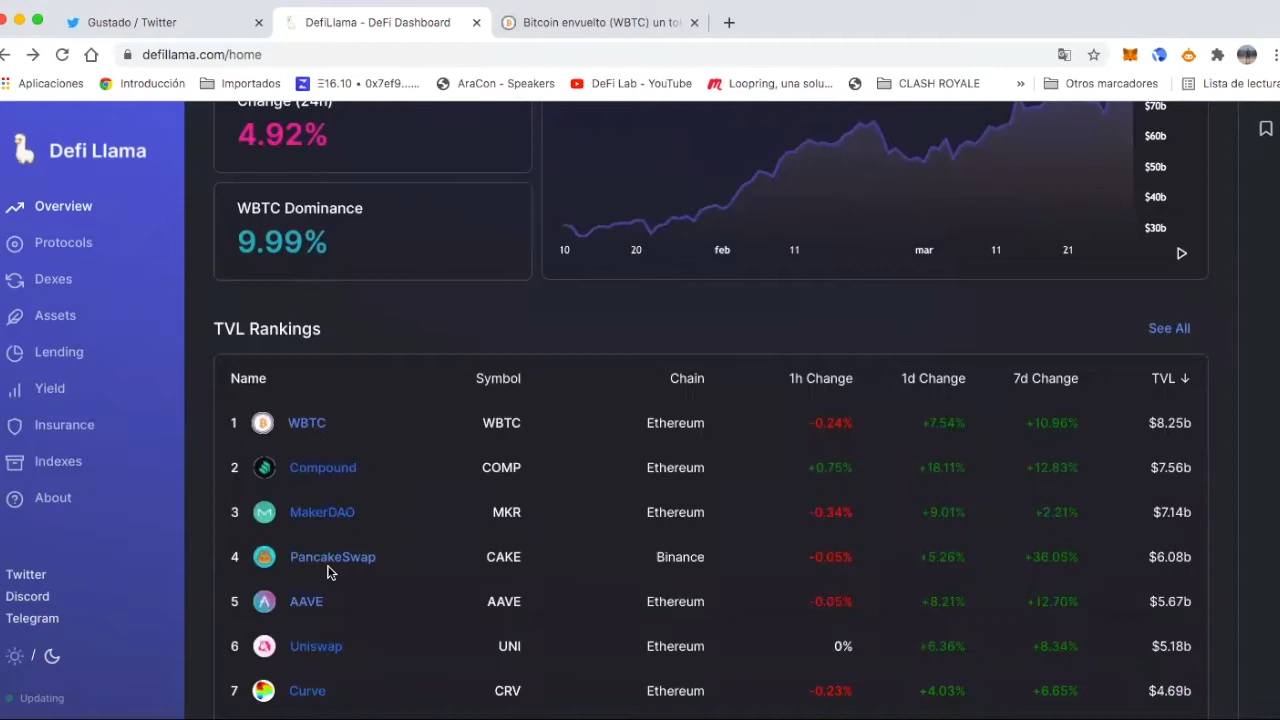 Gustado / Twitter
DefiLlama - DeFi Dashboard
Bitcoin envuelto (WBTC) un to
defillama.com/home
Aplicaciones
Introducción
Importados
Ξ16.10 • 0x7ef9......
AraCon - Speakers
DeFi Lab - YouTube
Loopring, una solu...
CLASH ROYALE
»
Otros marcadores
Lista de lectura
Defi Llama
Overview
Protocols
Dexes
Assets
Lending
Yield
Insurance
Indexes
About
Twitter
Discord
Telegram
/
Updating
Change (24h)
4.92%
WBTC Dominance
9.99%
$70b
$60b
$50b
$40b
$30b
10 20 feb 11 mar 11 21
TVL Rankings
See All
Name Symbol Chain 1h Change 1d Change 7d Change TVL ↓
1 WBTC WBTC Ethereum -0.24% +7.54% +10.96% $8.25b
2 Compound COMP Ethereum +0.75% +18.11% +12.83% $7.56b
3 MakerDAO MKR Ethereum -0.34% +9.01% +2.21% $7.14b
4 PancakeSwap CAKE Binance -0.05% +5.26% +36.05% $6.08b
5 AAVE AAVE Ethereum -0.05% +8.21% +12.70% $5.67b
6 Uniswap UNI Ethereum 0% +6.36% +8.34% $5.18b
7 Curve CRV Ethereum -0.23% +4.03% +6.65% $4.69b